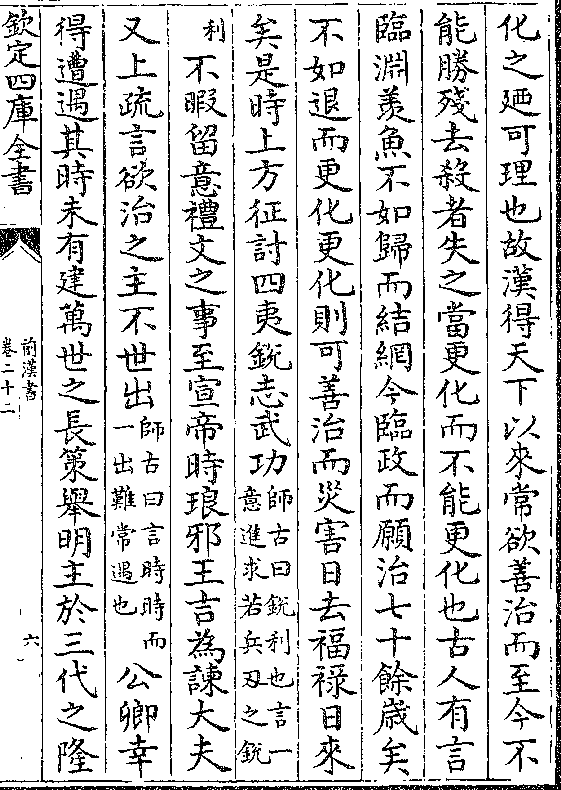 化之廼可理也故漢得天下以來常欲善治而至今不
能勝殘去殺者失之當更化而不能更化也古人有言
臨淵羨魚不如歸而結網今臨政而願治七十餘歲矣
不如退而更化更化則可善治而災害日去福祿日來
矣是時上方征討四夷銳志武功師古曰銳利也言一意進求若兵刃之銳
利不暇留意禮文之事至宣帝時琅邪王吉為諫大夫
又上疏言欲治之主不世出師古曰言時時而一出難常遇也公卿幸
得遭遇其時未有建萬世之長策舉明主於三代之隆
欽定四庫全書
前漢書
卷二十二
六